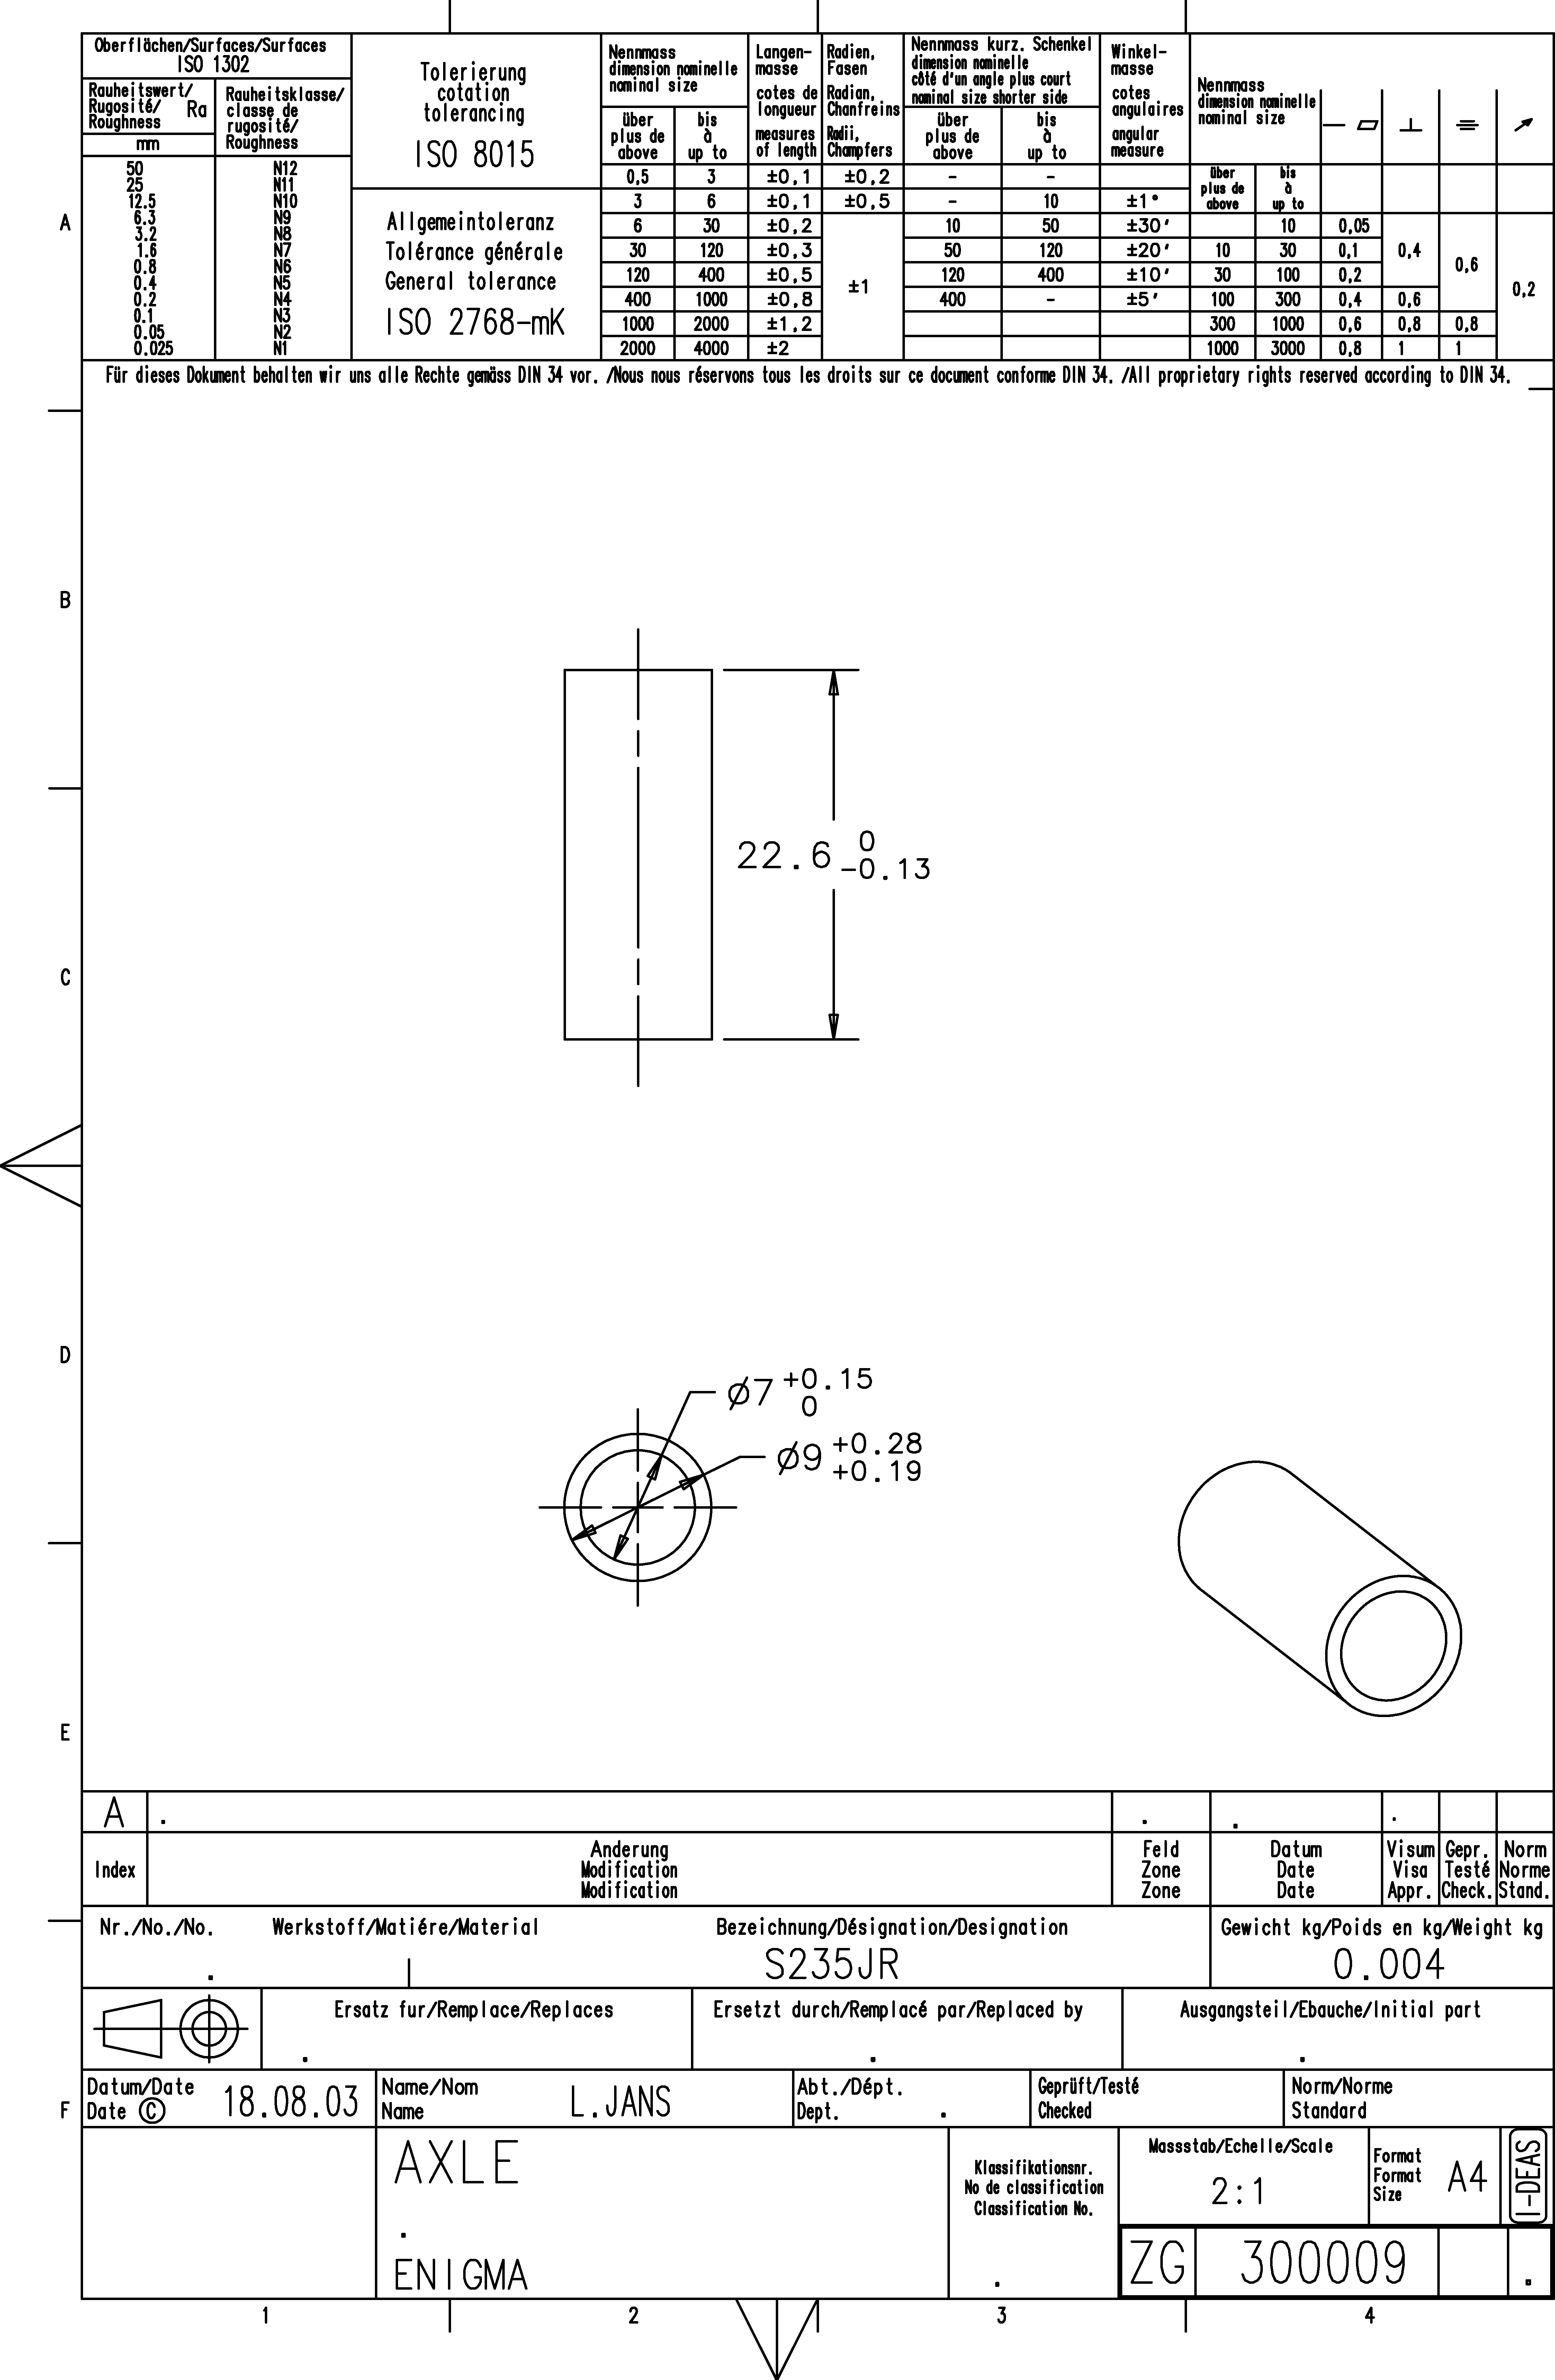 Oberflächen/Surfaces/Surfaces
ISO 1302
Rauheitswert/
Rugosité/ Ra
Roughness
mm
Rauheitsklasse/
classe de
rugosité/
Roughness
50 N12
25 N11
12.5 N10
6.3 N9
3.2 N8
1.6 N7
0.8 N6
0.4 N5
0.2 N4
0.1 N3
0.05 N2
0.025 N1
Tolerierung
cotation
tolerancing
ISO 8015
Allgemeintoleranz
Tolérance générale
General tolerance
ISO 2768-mK
Nennmass
dimension nominelle
nominal size
über
plus de
above
bis
à
up to
Langen-
masse
cotes de
longueur
measures
of length
Radien,
Fasen
Radian,
Chanfreins
Radii,
Champfers
Nennmass kurz. Schenkel
dimension nominelle
côté d'un angle plus court
nominal size shorter side
über
plus de
above
bis
à
up to
Winkel-
masse
cotes
angulaires
angular
measure
Nennmass
dimension nominelle
nominal size
über
plus de
above
bis
à
up to
0,5 3 ±0,1 ±0,2 - -
3 6 ±0,1 ±0,5 - 10 ±1°
6 30 ±0,2 10 50 ±30' 10 0,05
30 120 ±0,3 50 120 ±20' 10 30 0,1 0,4
120 400 ±0,5 ±1 120 400 ±10' 30 100 0,2 0,6 0,2
400 1000 ±0,8 400 - ±5' 100 300 0,4 0,6
1000 2000 ±1,2 300 1000 0,6 0,8 0,8
2000 4000 ±2 1000 3000 0,8 1 1
Für dieses Dokument behalten wir uns alle Rechte gemäss DIN 34 vor. /Nous nous réservons tous les droits sur ce document conforme DIN 34. /All proprietary rights reserved according to DIN 34.
A
B
C
D
E
F
22.6 0
-0.13
ø7 +0.15
0
ø9 +0.28
+0.19
A . . . .
Index
Anderung
Modification
Modification
Feld
Zone
Zone
Datum
Date
Date
Visum
Visa
Appr.
Gepr.
Testé
Check.
Norm
Norme
Stand.
Nr./No./No. Werkstoff/Matiére/Material
.
Bezeichnung/Désignation/Designation
S235JR
Gewicht kg/Poids en kg/Weight kg
0.004
Ersatz fur/Remplace/Replaces
.
Ersetzt durch/Remplacé par/Replaced by
.
Ausgangsteil/Ebauche/Initial part
.
Datum/Date
Date © 18.08.03
Name/Nom
Name L.JANS
Abt./Dépt.
Dept. .
Geprüft/Testé
Checked
Norm/Norme
Standard
AXLE
.
ENIGMA
Klassifikationsnr.
No de classification
Classification No.
.
Massstab/Echelle/Scale
2:1
Format
Format
Size
A4
I-DEAS
ZG 300009 .
1 2 3 4